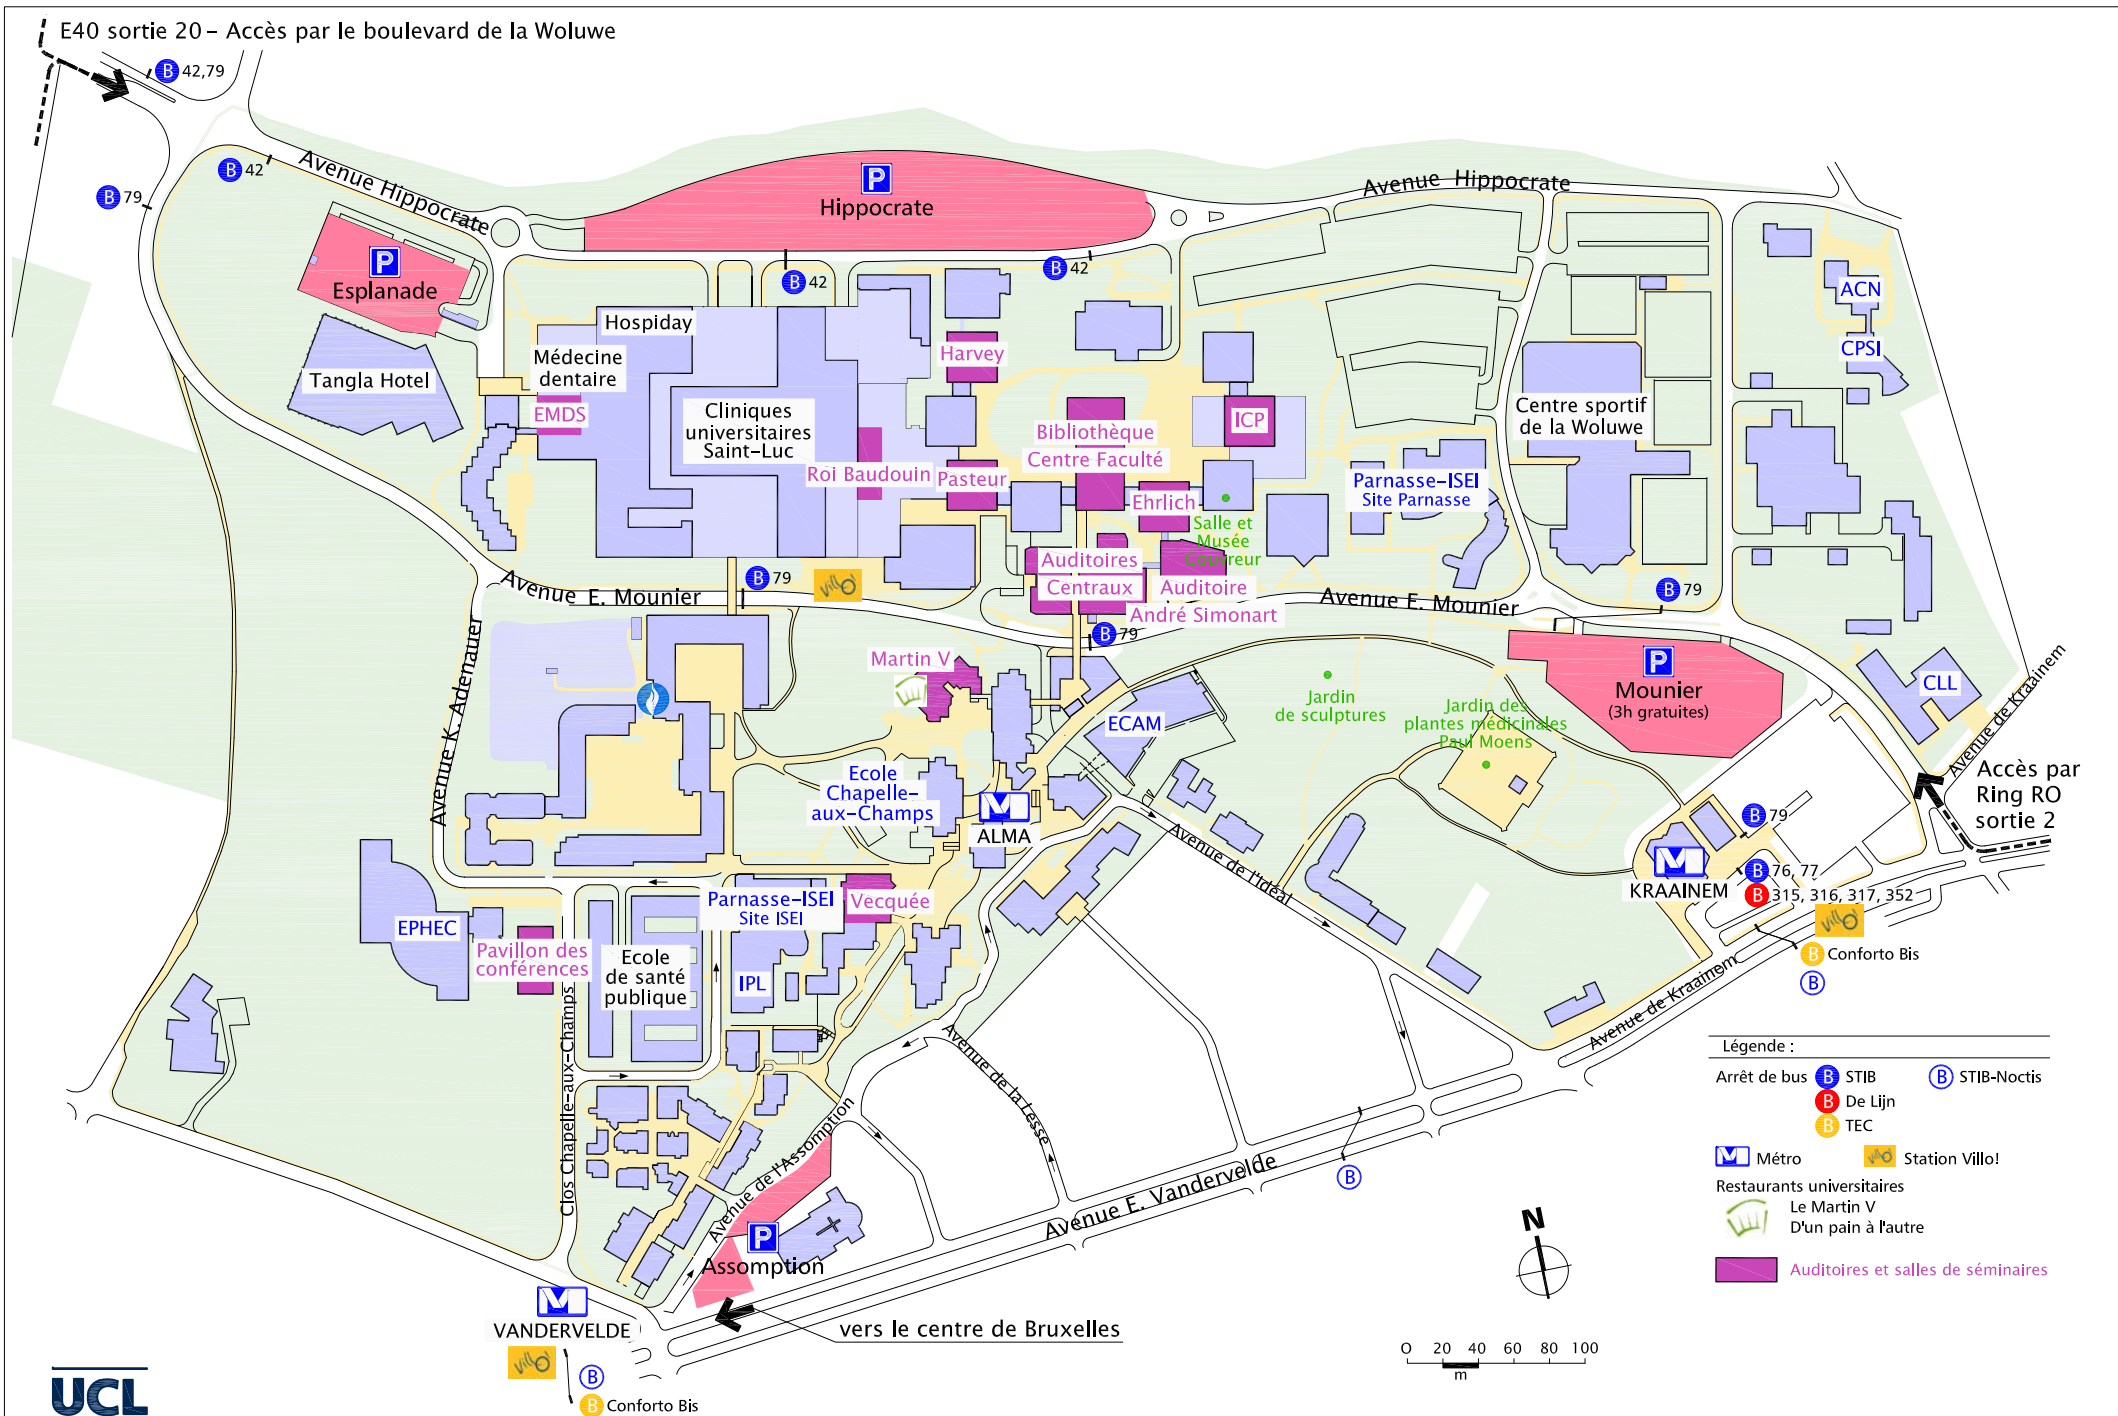 E40 sortie 20 – Accès par le boulevard de la Woluwe
B 42,79
B 42
B 79
Avenue Hippocrate
P
Hippocrate
Avenue Hippocrate
P
Esplanade
B 42
B 42
ACN
CPSI
Hospiday
Médecine
dentaire
EMDS
Tangla Hotel
Cliniques
universitaires
Saint-Luc
Roi Baudouin
Harvey
Pasteur
Bibliothèque
Centre Faculté
ICP
Ehrlich
Salle et
Musée
Couvreur
Parnasse-ISEI
Site Parnasse
Centre sportif
de la Woluwe
Auditoires
Centraux
Auditoire
André Simonart
Avenue E. Mounier
B 79
Villo!
B 79
Avenue E. Mounier
B 79
Avenue K. Adenauer
Martin V
ECAM
Jardin
de sculptures
Jardin des
plantes médicinales
Paul Moens
P
Mounier
(3h gratuites)
CLL
Avenue de Kraainem
Accès par
Ring RO
sortie 2
Ecole
Chapelle-
aux-Champs
M
ALMA
Avenue de l'Idéal
B 79
M
KRAAINEM
B 76, 77
B 315, 316, 317, 352
Villo!
B Conforto Bis
B
Avenue de Kraainem
EPHEC
Pavillon des
conférences
Ecole
de santé
publique
Parnasse-ISEI
Site ISEI
Vecquée
IPL
Clos Chapelle-aux-Champs
Avenue de l'Assomption
Avenue de la Lesse
Avenue E. Vandervelde
B
P
Assomption
M
VANDERVELDE
Villo!
B
B Conforto Bis
vers le centre de Bruxelles
UCL
N
0 20 40 60 80 100
m
Légende :
Arrêt de bus B STIB B STIB-Noctis
B De Lijn
B TEC
M Métro Villo! Station Villo!
Restaurants universitaires
Le Martin V
D'un pain à l'autre
Auditoires et salles de séminaires